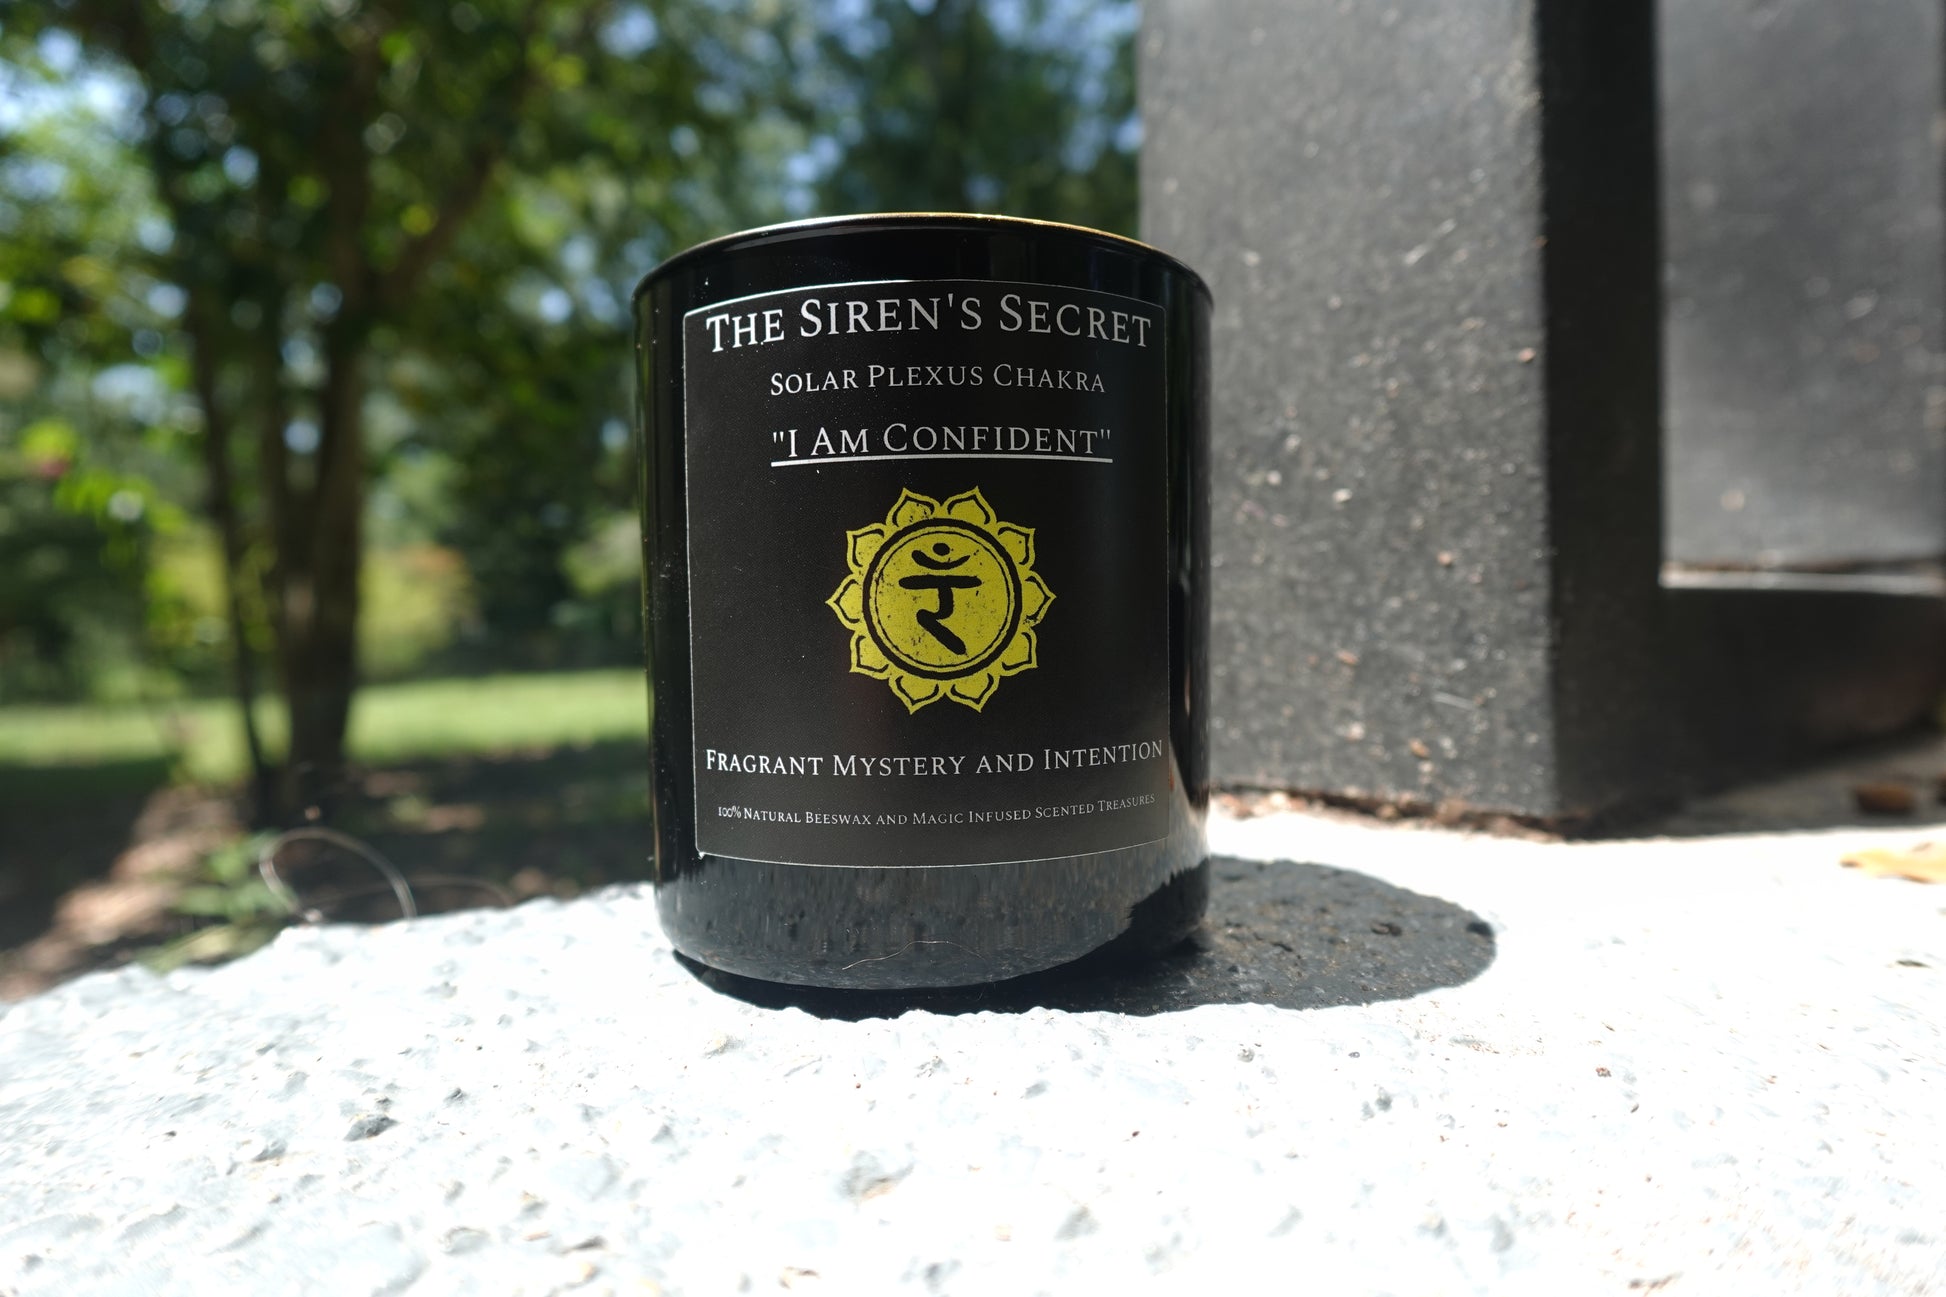 The Siren's Secret
Solar Plexus Chakra
"I Am Confident"
रं
Fragrant Mystery and Intention
100% Natural Beeswax and Magic Infused Scented Treasures